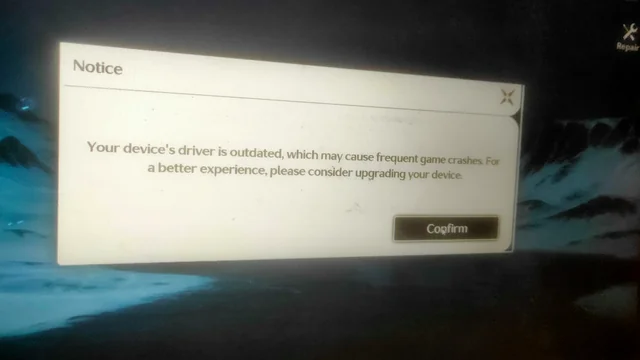 Repair
Notice
Your device's driver is outdated, which may cause frequent game crashes. For
a better experience, please consider upgrading your device.
Confirm